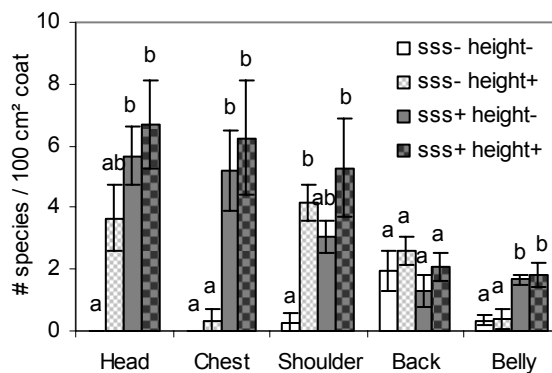 # species / 100 cm² coat
10
8
6
4
2
0
sss- height-
sss- height+
sss+ height-
sss+ height+
a ab b b
a a b b
a b ab b
a a a a
a a b b
Head Chest Shoulder Back Belly